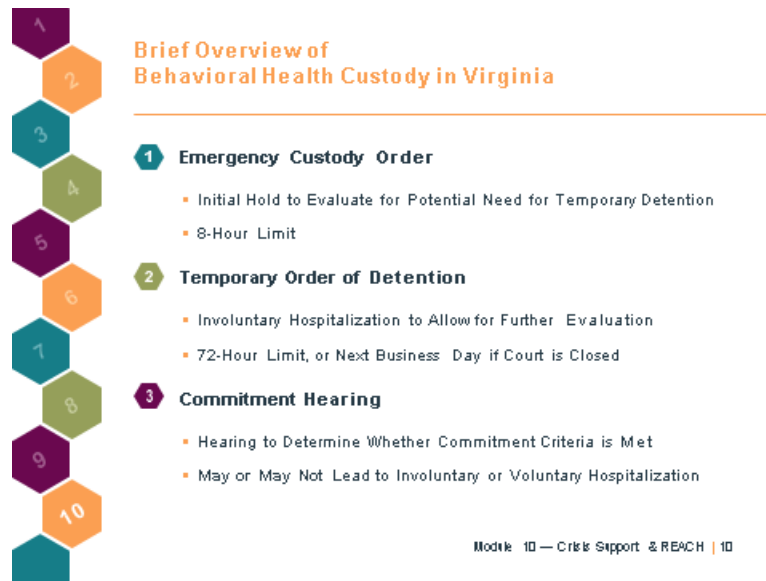 1
2
3
4
5
6
7
8
9
10
Brief Overview of
Behavioral Health Custody in Virginia
1 Emergency Custody Order
▪ Initial Hold to Evaluate for Potential Need for Temporary Detention
▪ 8-Hour Limit
2 Temporary Order of Detention
▪ Involuntary Hospitalization to Allow for Further Evaluation
▪ 72-Hour Limit, or Next Business Day if Court is Closed
3 Commitment Hearing
▪ Hearing to Determine Whether Commitment Criteria is Met
▪ May or May Not Lead to Involuntary or Voluntary Hospitalization
Module 10 — Crisis Support & REACH | 10